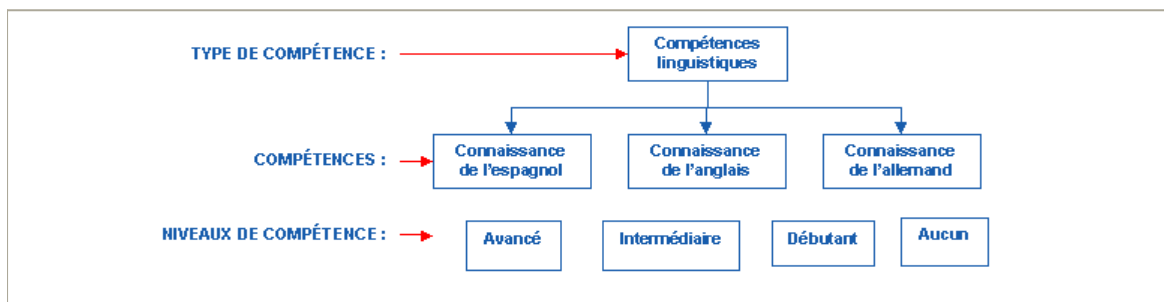 TYPE DE COMPÉTENCE :
Compétences
linguistiques
COMPÉTENCES :
Connaissance
de l'espagnol
Connaissance
de l'anglais
Connaissance
de l'allemand
NIVEAUX DE COMPÉTENCE :
Avancé
Intermédiaire
Débutant
Aucun